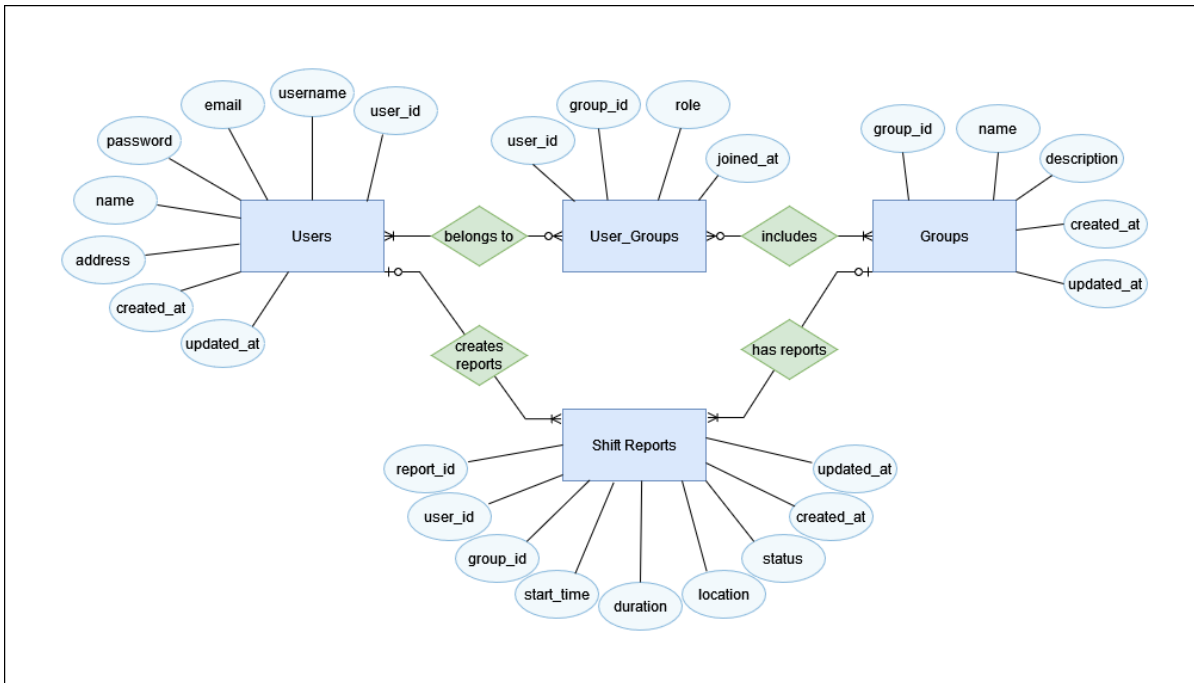 username
email
user_id
password
name
address
created_at
updated_at
Users
belongs to
group_id
role
user_id
joined_at
User_Groups
includes
group_id
name
description
created_at
updated_at
Groups
creates
reports
has reports
Shift Reports
report_id
user_id
group_id
start_time
duration
location
status
created_at
updated_at